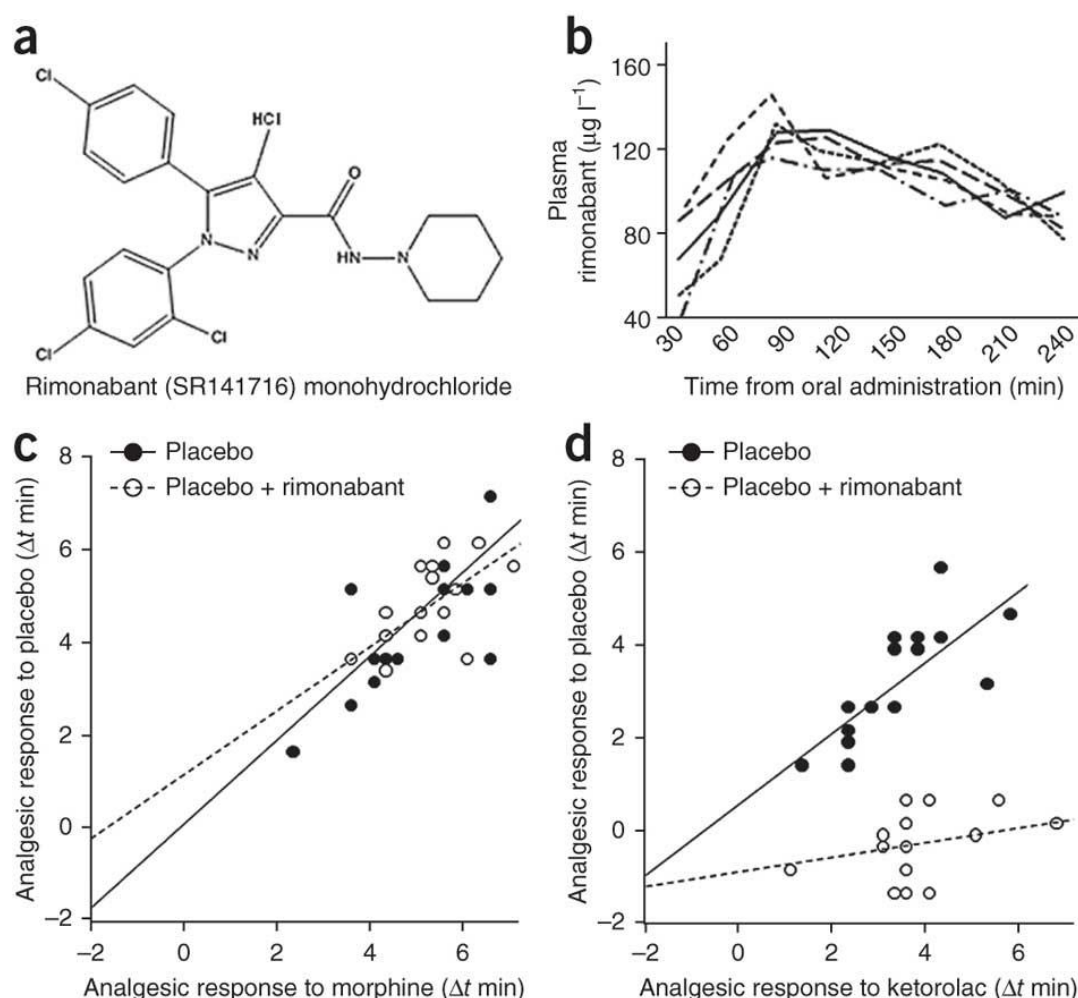 a
Cl
HCl
O
N
N
HN
N
Cl
Cl
Rimonabant (SR141716) monohydrochloride
b
Plasma
rimonabant (µg l⁻¹)
160
120
80
40
30
60
90
120
150
180
210
240
Time from oral administration (min)
c
Placebo
Placebo + rimonabant
Analgesic response to placebo (Δt min)
8
6
4
2
0
−2
−2
0
2
4
6
Analgesic response to morphine (Δt min)
d
Placebo
Placebo + rimonabant
Analgesic response to placebo (Δt min)
8
6
4
2
0
−2
−2
0
2
4
6
Analgesic response to ketorolac (Δt min)